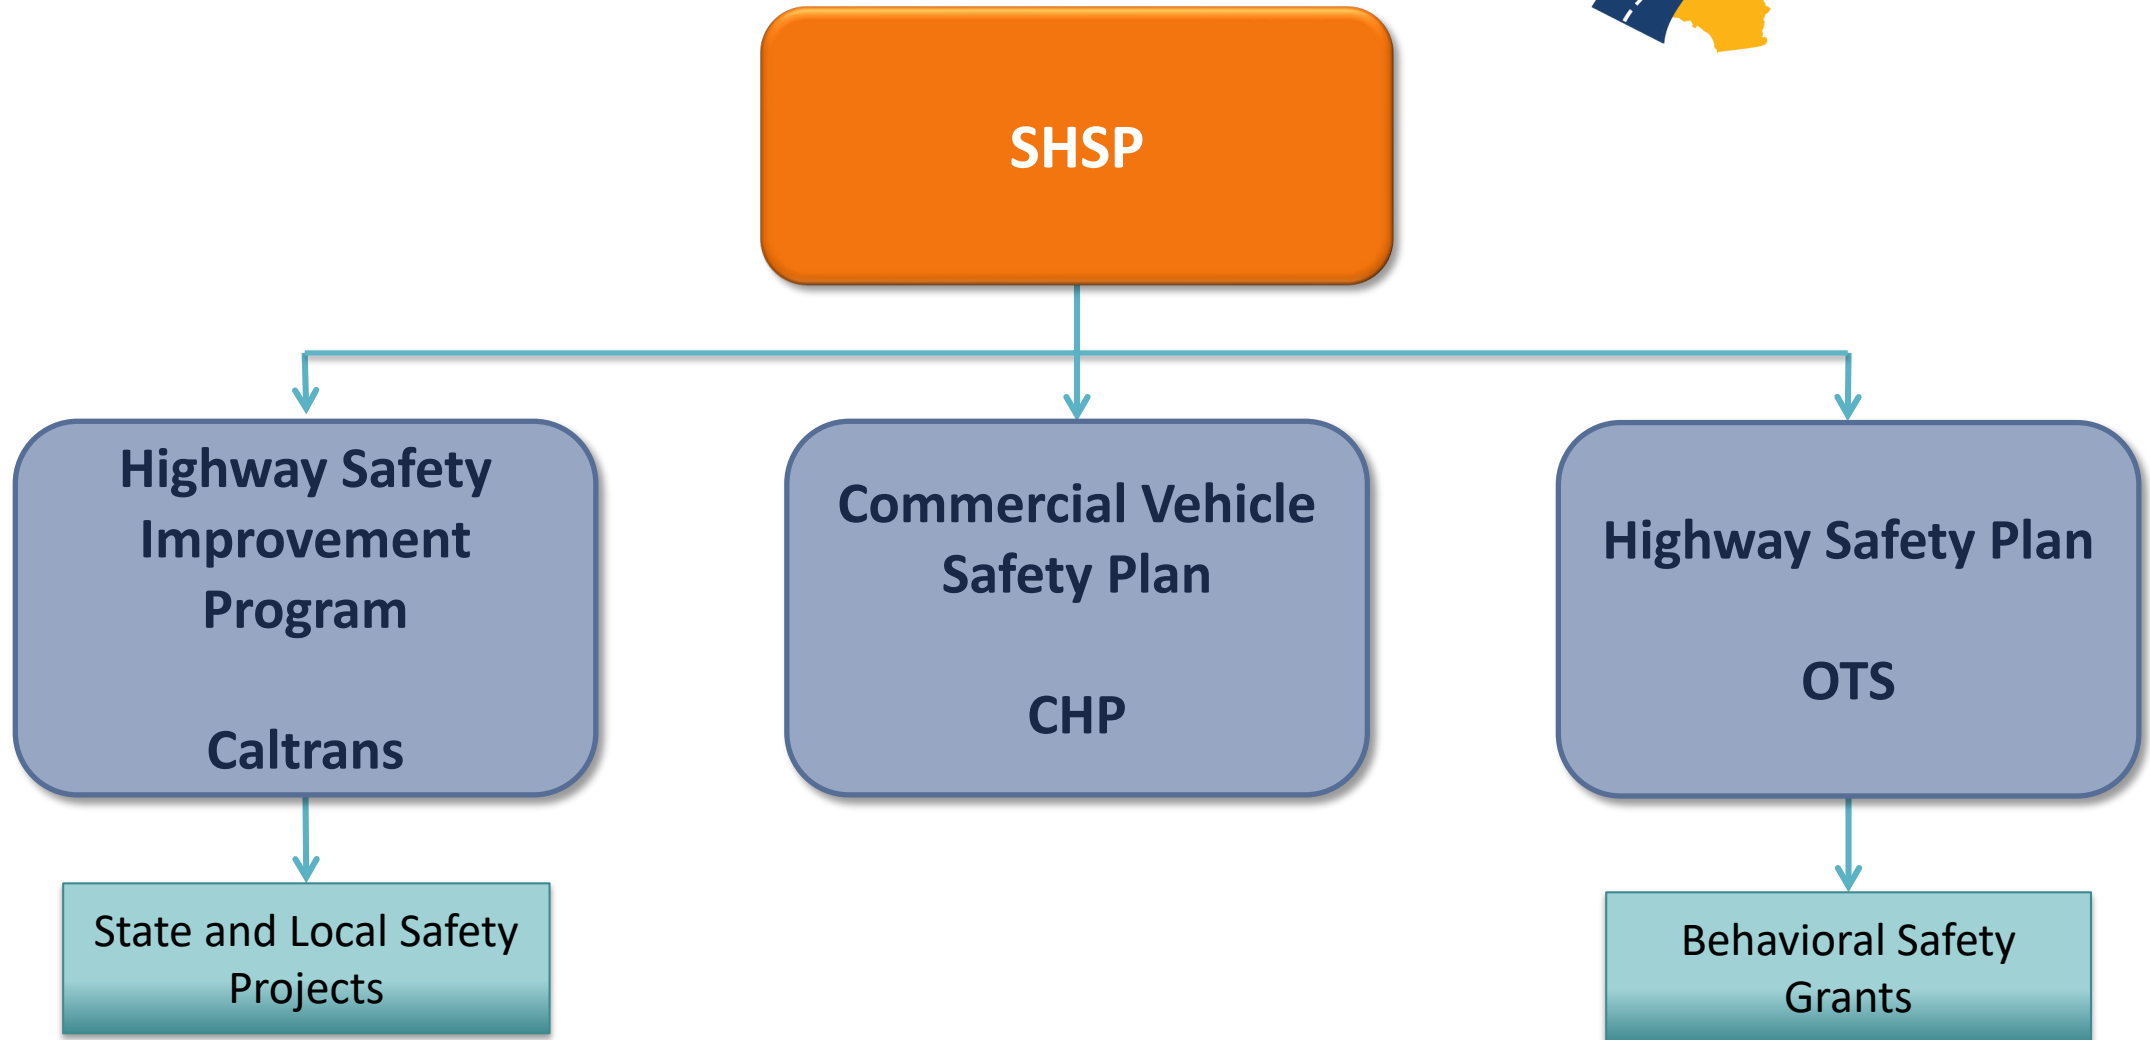 SHSP
Highway Safety
Improvement
Program
Caltrans
Commercial Vehicle
Safety Plan
CHP
Highway Safety Plan
OTS
State and Local Safety
Projects
Behavioral Safety
Grants